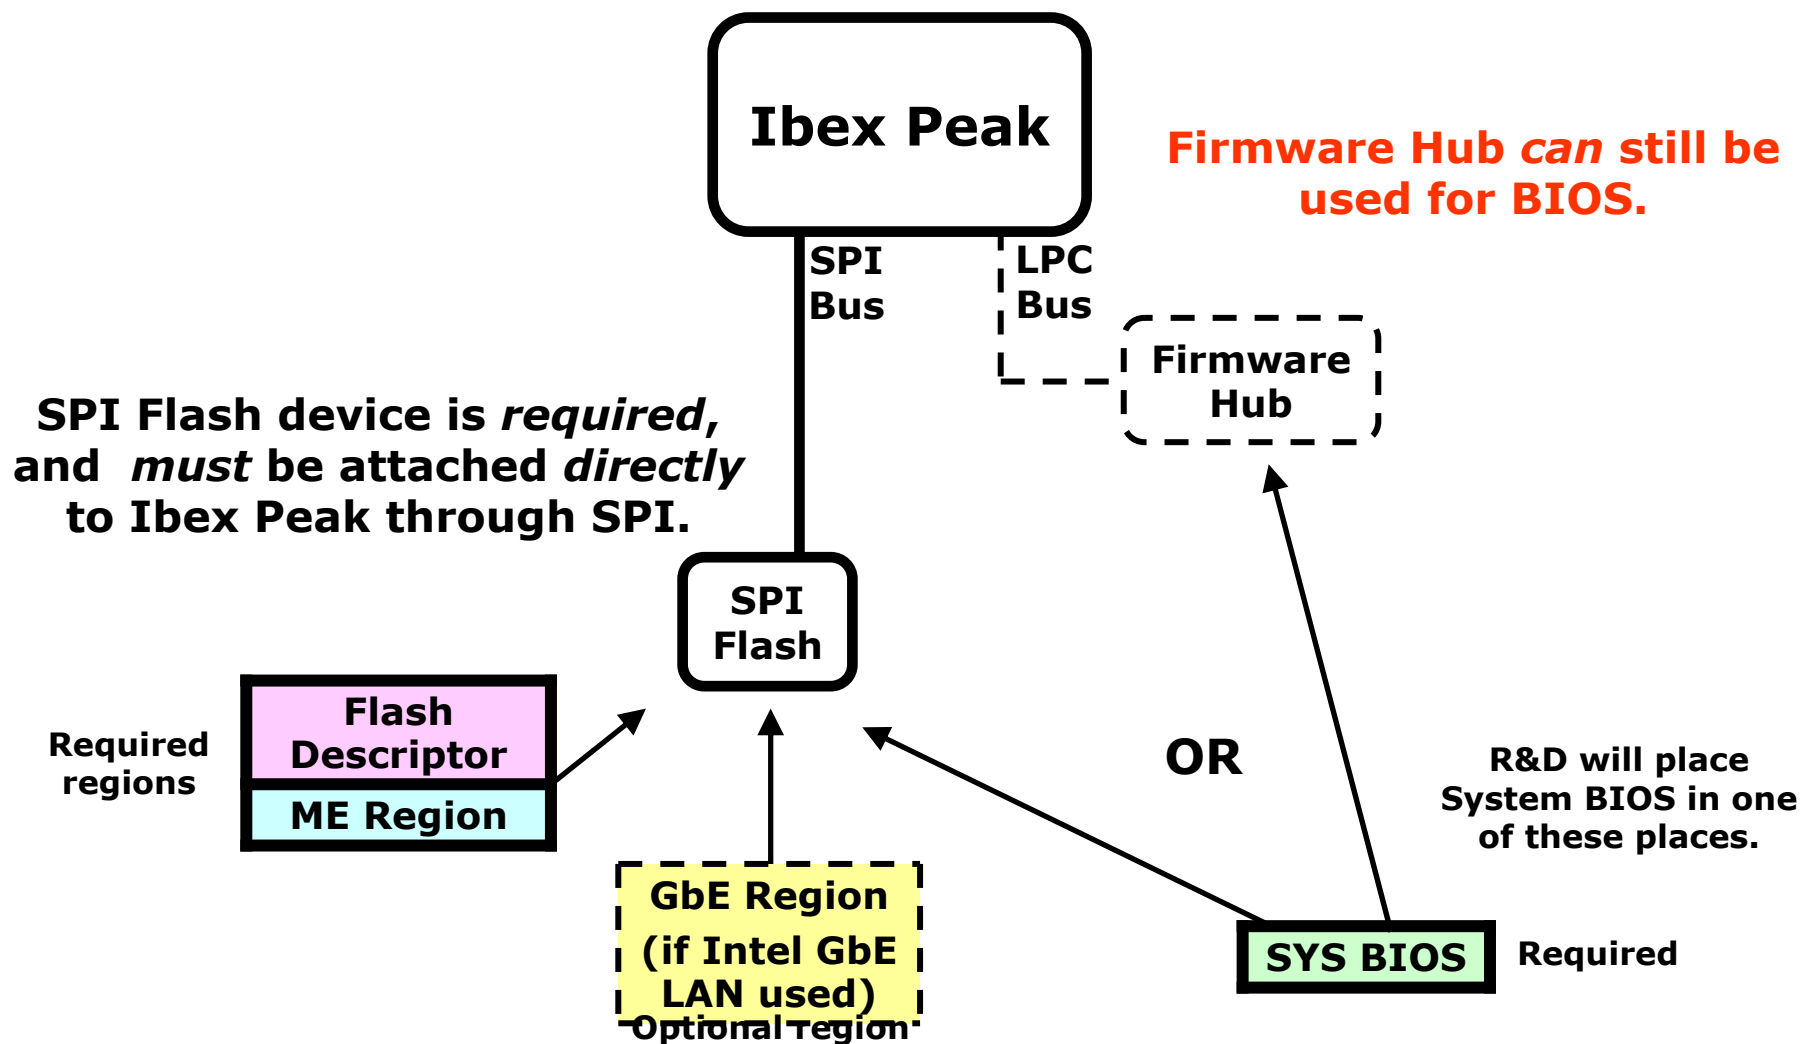 Ibex Peak
Firmware Hub can still be
used for BIOS.
SPI
Bus
LPC
Bus
Firmware
Hub
SPI Flash device is required,
and must be attached directly
to Ibex Peak through SPI.
SPI
Flash
Required
regions
Flash
Descriptor
ME Region
OR
R&D will place
System BIOS in one
of these places.
GbE Region
(if Intel GbE
LAN used)
Optional region
SYS BIOS
Required